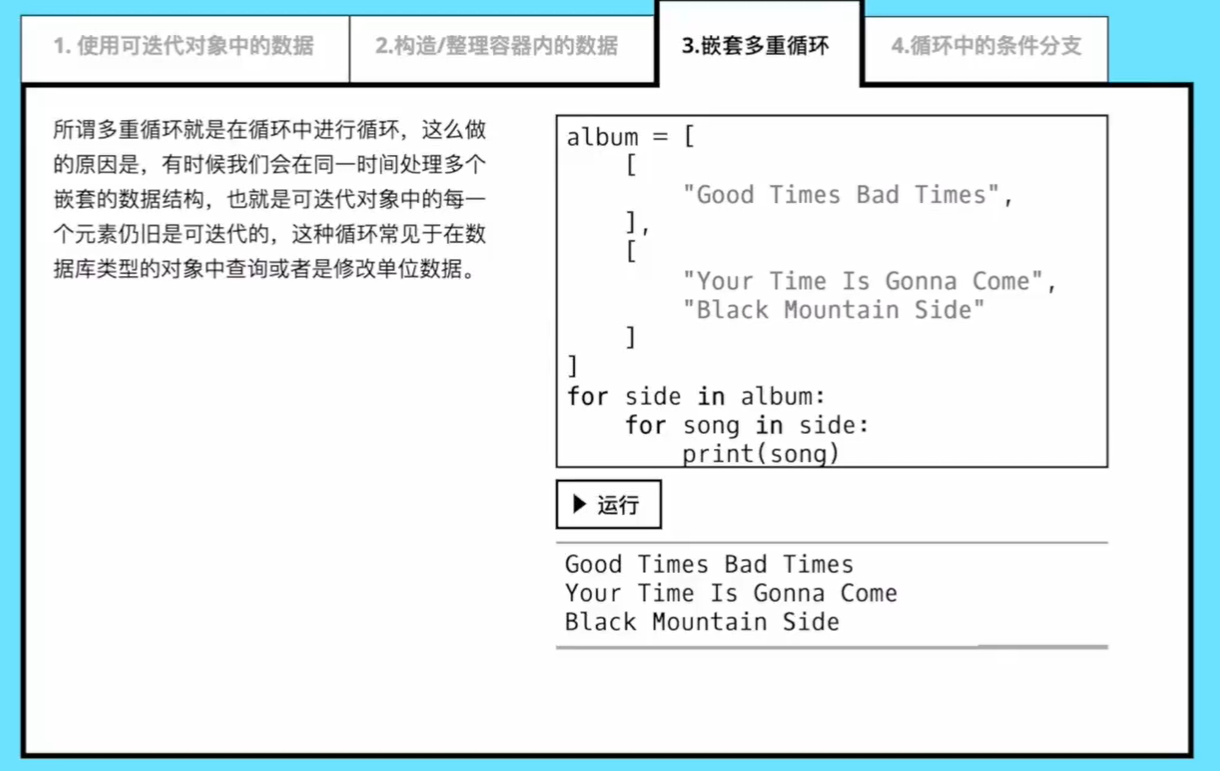 1. 使用可迭代对象中的数据
2.构造/整理容器内的数据
3.嵌套多重循环
4.循环中的条件分支
所谓多重循环就是在循环中进行循环，这么做
的原因是，有时候我们会在同一时间处理多个
嵌套的数据结构，也就是可迭代对象中的每一
个元素仍旧是可迭代的，这种循环常见于在数
据库类型的对象中查询或者是修改单位数据。
album = [
    [
        "Good Times Bad Times",
    ],
    [
        "Your Time Is Gonna Come",
        "Black Mountain Side"
    ]
]
for side in album:
    for song in side:
        print(song)
运行
Good Times Bad Times
Your Time Is Gonna Come
Black Mountain Side